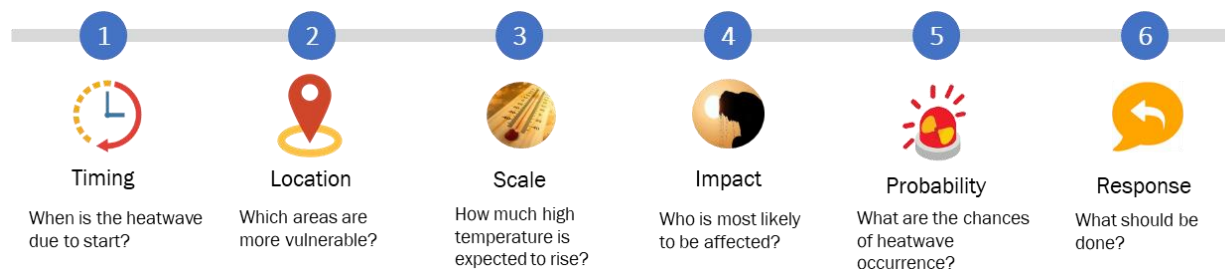 1
2
3
4
5
6
Timing
When is the heatwave
due to start?
Location
Which areas are
more vulnerable?
Scale
How much high
temperature is
expected to rise?
Impact
Who is most likely
to be affected?
Probability
What are the chances
of heatwave
occurrence?
Response
What should be
done?